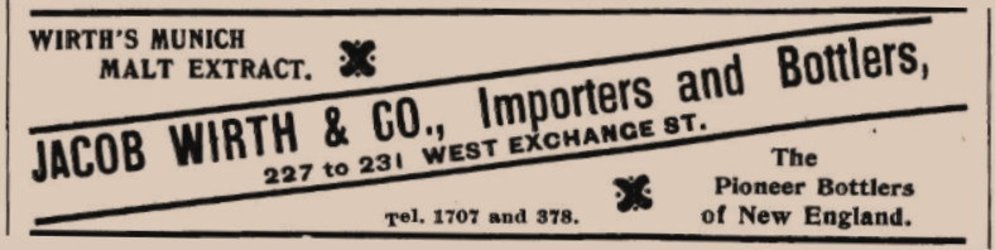 WIRTH'S MUNICH
MALT EXTRACT.
JACOB WIRTH & CO., Importers and Bottlers,
227 to 231 WEST EXCHANGE ST.
The
Pioneer Bottlers
of New England.
Tel. 1707 and 378.